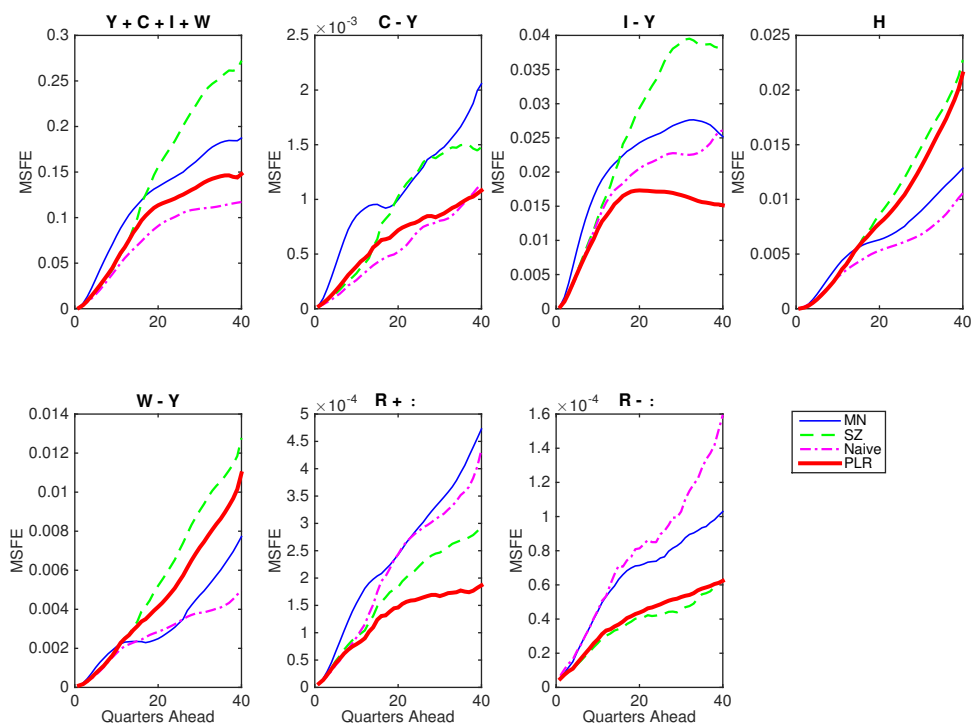 Y + C + I + W
MSFE
0.3
0.25
0.2
0.15
0.1
0.05
0
0 20 40
C - Y
×10⁻³
MSFE
2.5
2
1.5
1
0.5
0
0 20 40
I - Y
MSFE
0.04
0.035
0.03
0.025
0.02
0.015
0.01
0.005
0
0 20 40
H
MSFE
0.025
0.02
0.015
0.01
0.005
0
0 20 40
W - Y
MSFE
0.014
0.012
0.01
0.008
0.006
0.004
0.002
0
0 20 40
Quarters Ahead
R + :
×10⁻⁴
MSFE
5
4.5
4
3.5
3
2.5
2
1.5
1
0.5
0
0 20 40
Quarters Ahead
R - :
×10⁻⁴
MSFE
1.6
1.4
1.2
1
0.8
0.6
0.4
0.2
0
0 20 40
Quarters Ahead
MN
SZ
Naive
PLR